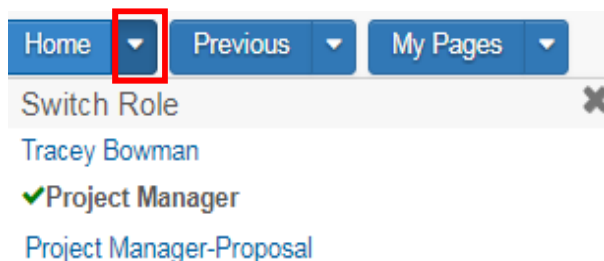 Home Previous My Pages
Switch Role
Tracey Bowman
Project Manager
Project Manager-Proposal